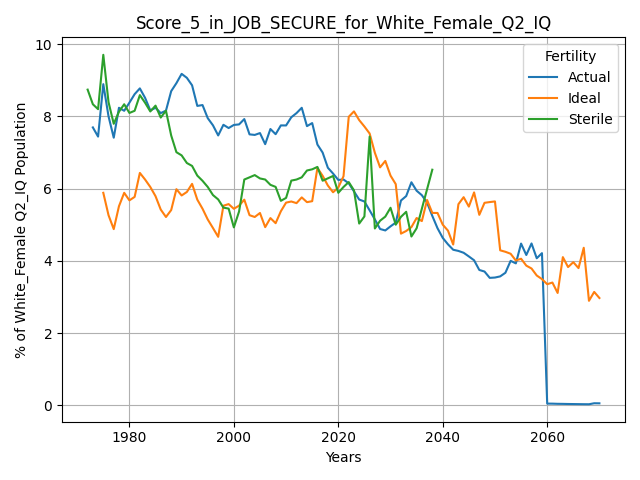 Score_5_in_JOB_SECURE_for_White_Female_Q2_IQ
% of White_Female Q2_IQ Population
10
8
6
4
2
0
Fertility
Actual
Ideal
Sterile
1980
2000
2020
2040
2060
Years